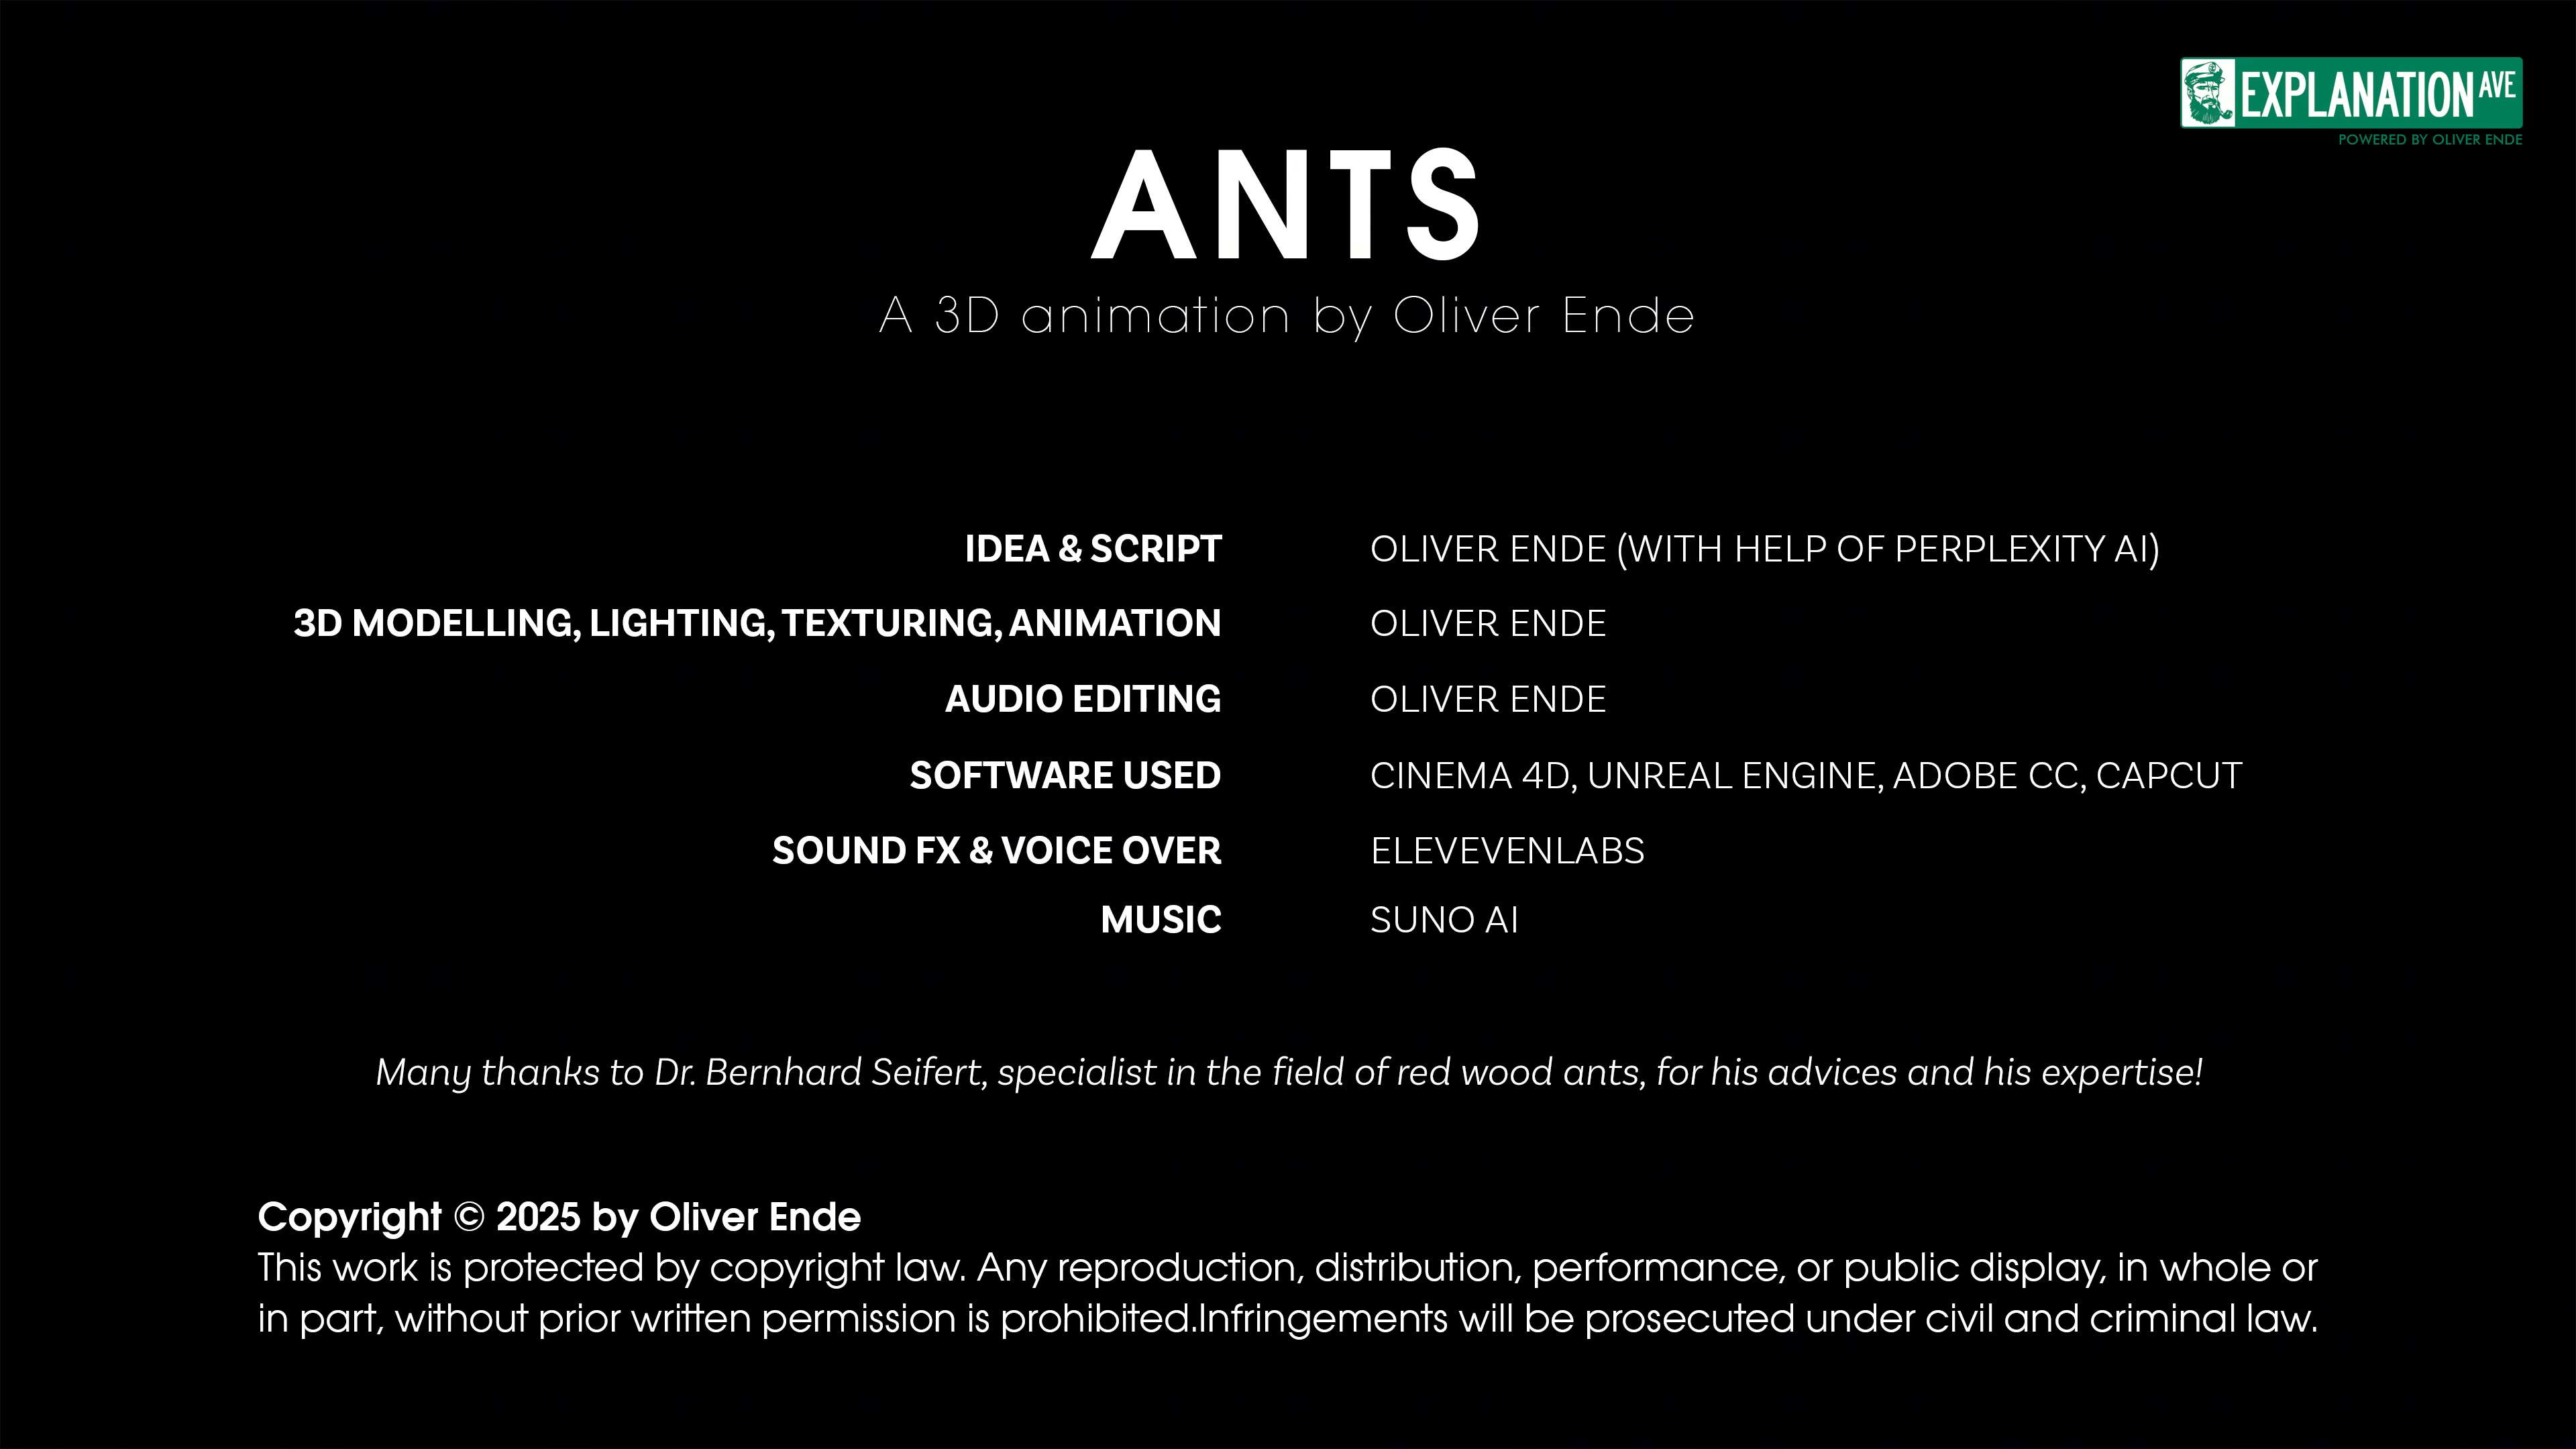 EXPLANATION AVE
POWERED BY OLIVER ENDE
ANTS
A 3D animation by Oliver Ende
IDEA & SCRIPT OLIVER ENDE (WITH HELP OF PERPLEXITY AI)
3D MODELLING, LIGHTING, TEXTURING, ANIMATION OLIVER ENDE
AUDIO EDITING OLIVER ENDE
SOFTWARE USED CINEMA 4D, UNREAL ENGINE, ADOBE CC, CAPCUT
SOUND FX & VOICE OVER ELEVEVENLABS
MUSIC SUNO AI
Many thanks to Dr. Bernhard Seifert, specialist in the field of red wood ants, for his advices and his expertise!
Copyright © 2025 by Oliver Ende
This work is protected by copyright law. Any reproduction, distribution, performance, or public display, in whole or
in part, without prior written permission is prohibited.Infringements will be prosecuted under civil and criminal law.